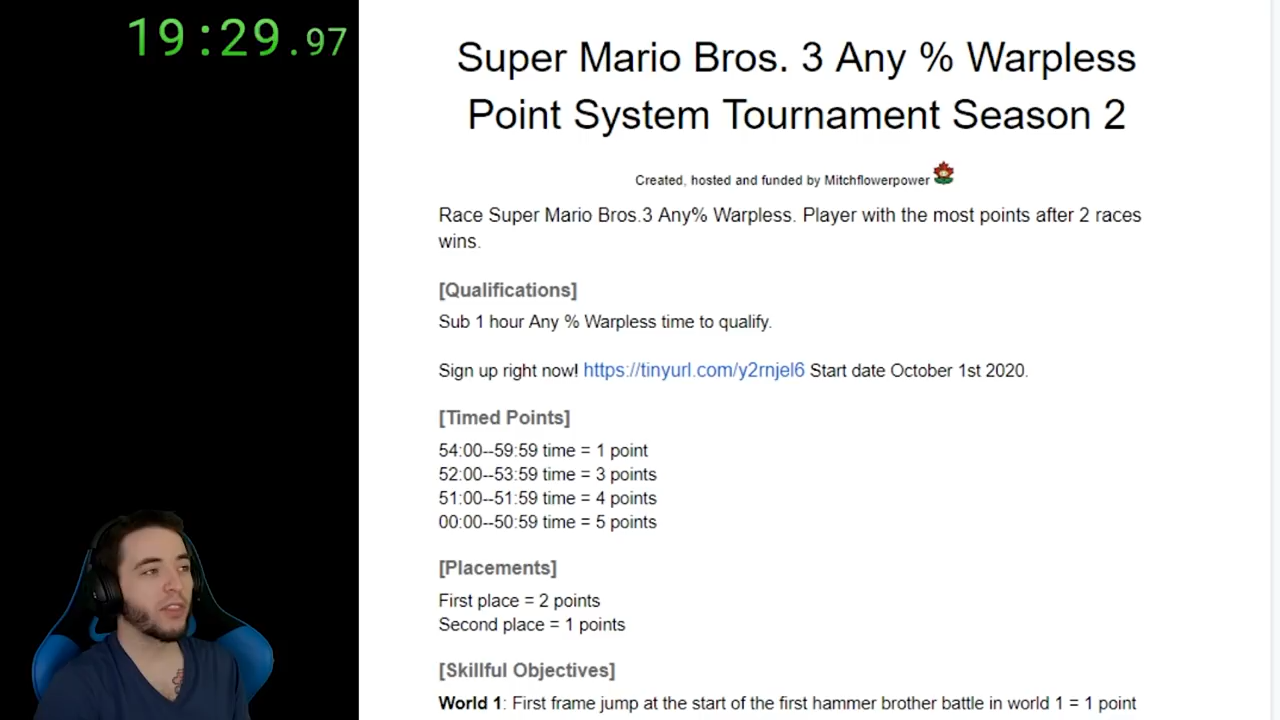 19:29.97
Super Mario Bros. 3 Any % Warpless
Point System Tournament Season 2
Created, hosted and funded by Mitchflowerpower
Race Super Mario Bros.3 Any% Warpless. Player with the most points after 2 races
wins.
[Qualifications]
Sub 1 hour Any % Warpless time to qualify.
Sign up right now! https://tinyurl.com/y2rnjel6 Start date October 1st 2020.
[Timed Points]
54:00--59:59 time = 1 point
52:00--53:59 time = 3 points
51:00--51:59 time = 4 points
00:00--50:59 time = 5 points
[Placements]
First place = 2 points
Second place = 1 points
[Skillful Objectives]
World 1: First frame jump at the start of the first hammer brother battle in world 1 = 1 point